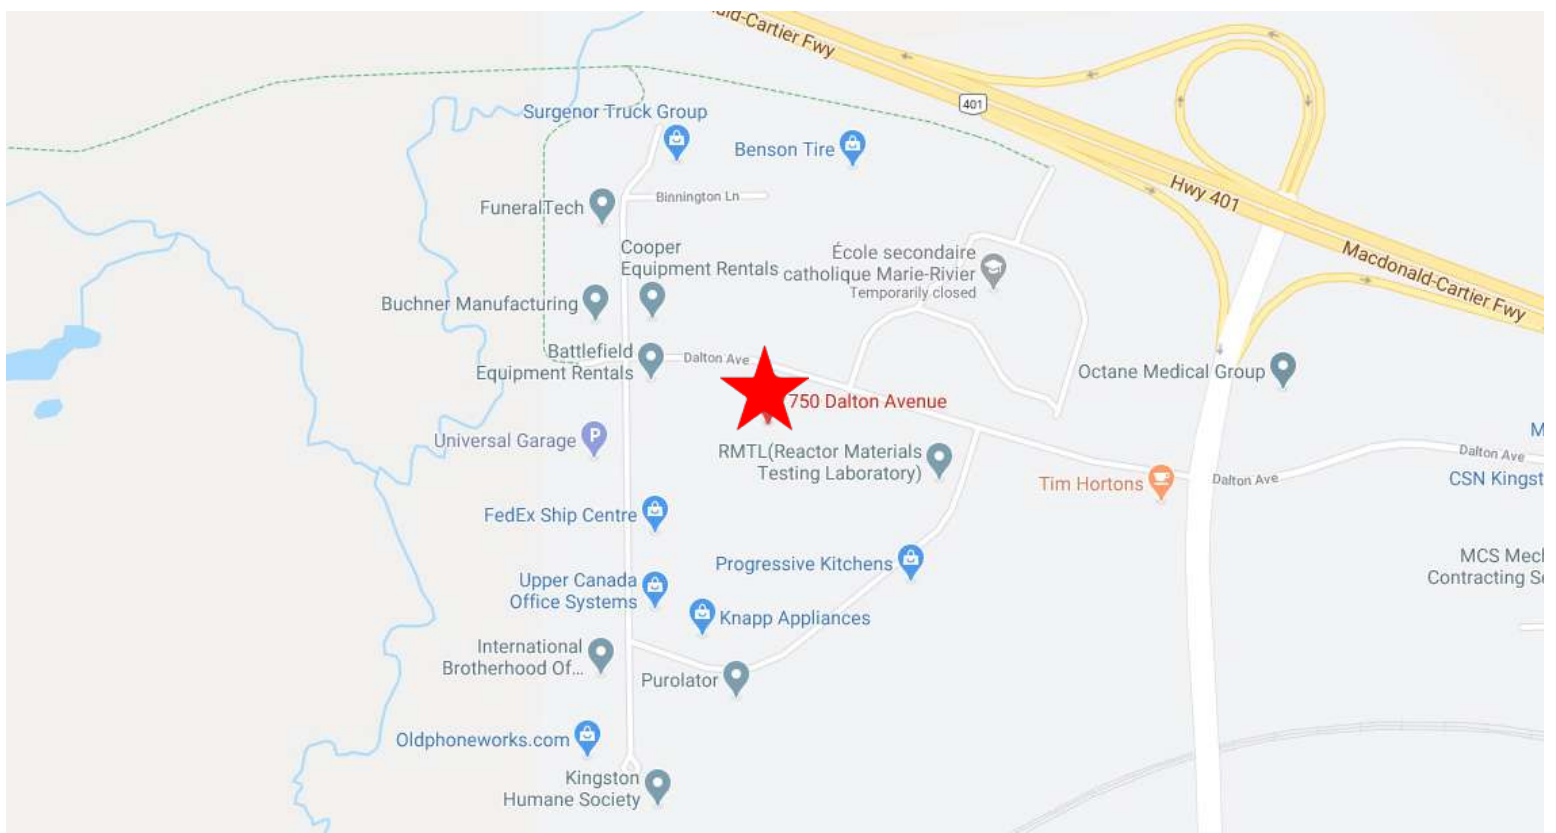 ald-Cartier Fwy
401
Surgenor Truck Group
Benson Tire
Hwy 401
Binnington Ln
FuneralTech
Macdonald-Cartier Fwy
Cooper
Equipment Rentals
École secondaire
catholique Marie-Rivier
Temporarily closed
Buchner Manufacturing
Battlefield
Equipment Rentals
Dalton Ave
Octane Medical Group
750 Dalton Avenue
Universal Garage
P
RMTL(Reactor Materials
Testing Laboratory)
Tim Hortons
Dalton Ave
Dalton Ave
M
CSN Kingst
FedEx Ship Centre
Progressive Kitchens
MCS Mech
Contracting Se
Upper Canada
Office Systems
Knapp Appliances
International
Brotherhood Of...
Purolator
Oldphoneworks.com
Kingston
Humane Society